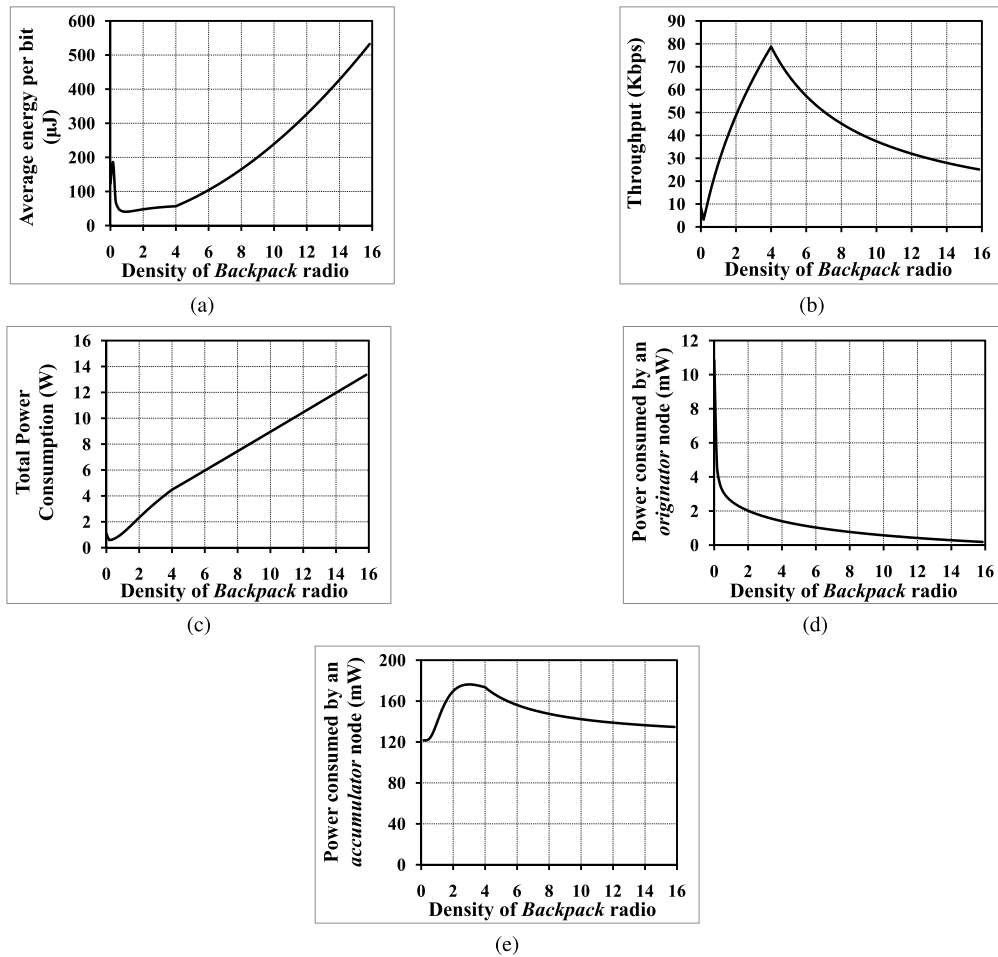 600
500
400
300
200
100
0
Average energy per bit
(μJ)
0 2 4 6 8 10 12 14 16
Density of Backpack radio
(a)
90
80
70
60
50
40
30
20
10
0
Throughput (Kbps)
0 2 4 6 8 10 12 14 16
Density of Backpack radio
(b)
16
14
12
10
8
6
4
2
0
Total Power
Consumption (W)
0 2 4 6 8 10 12 14 16
Density of Backpack radio
(c)
12
10
8
6
4
2
0
Power consumed by an
originator node (mW)
0 2 4 6 8 10 12 14 16
Density of Backpack radio
(d)
200
160
120
80
40
0
Power consumed by an
accumulator node (mW)
0 2 4 6 8 10 12 14 16
Density of Backpack radio
(e)